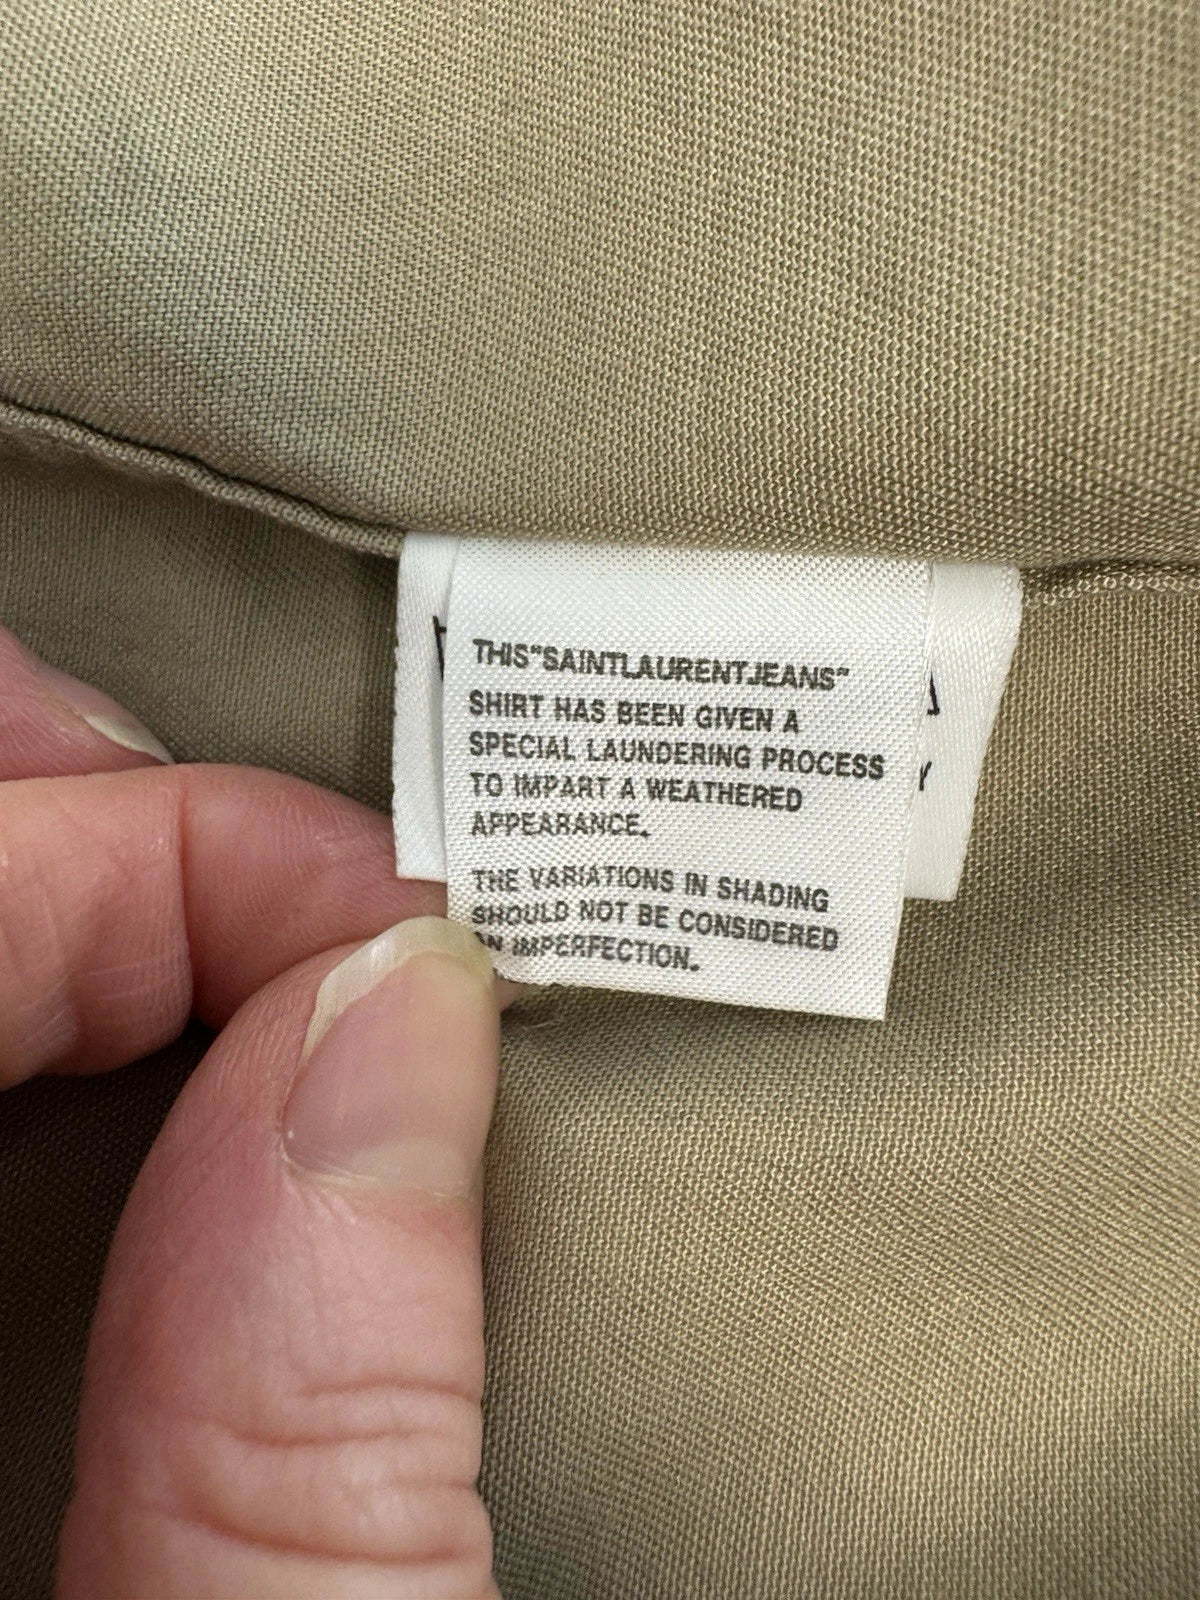 THIS"SAINTLAURENTJEANS"
SHIRT HAS BEEN GIVEN A
SPECIAL LAUNDERING PROCESS
TO IMPART A WEATHERED
APPEARANCE.
THE VARIATIONS IN SHADING
SHOULD NOT BE CONSIDERED
AN IMPERFECTION.